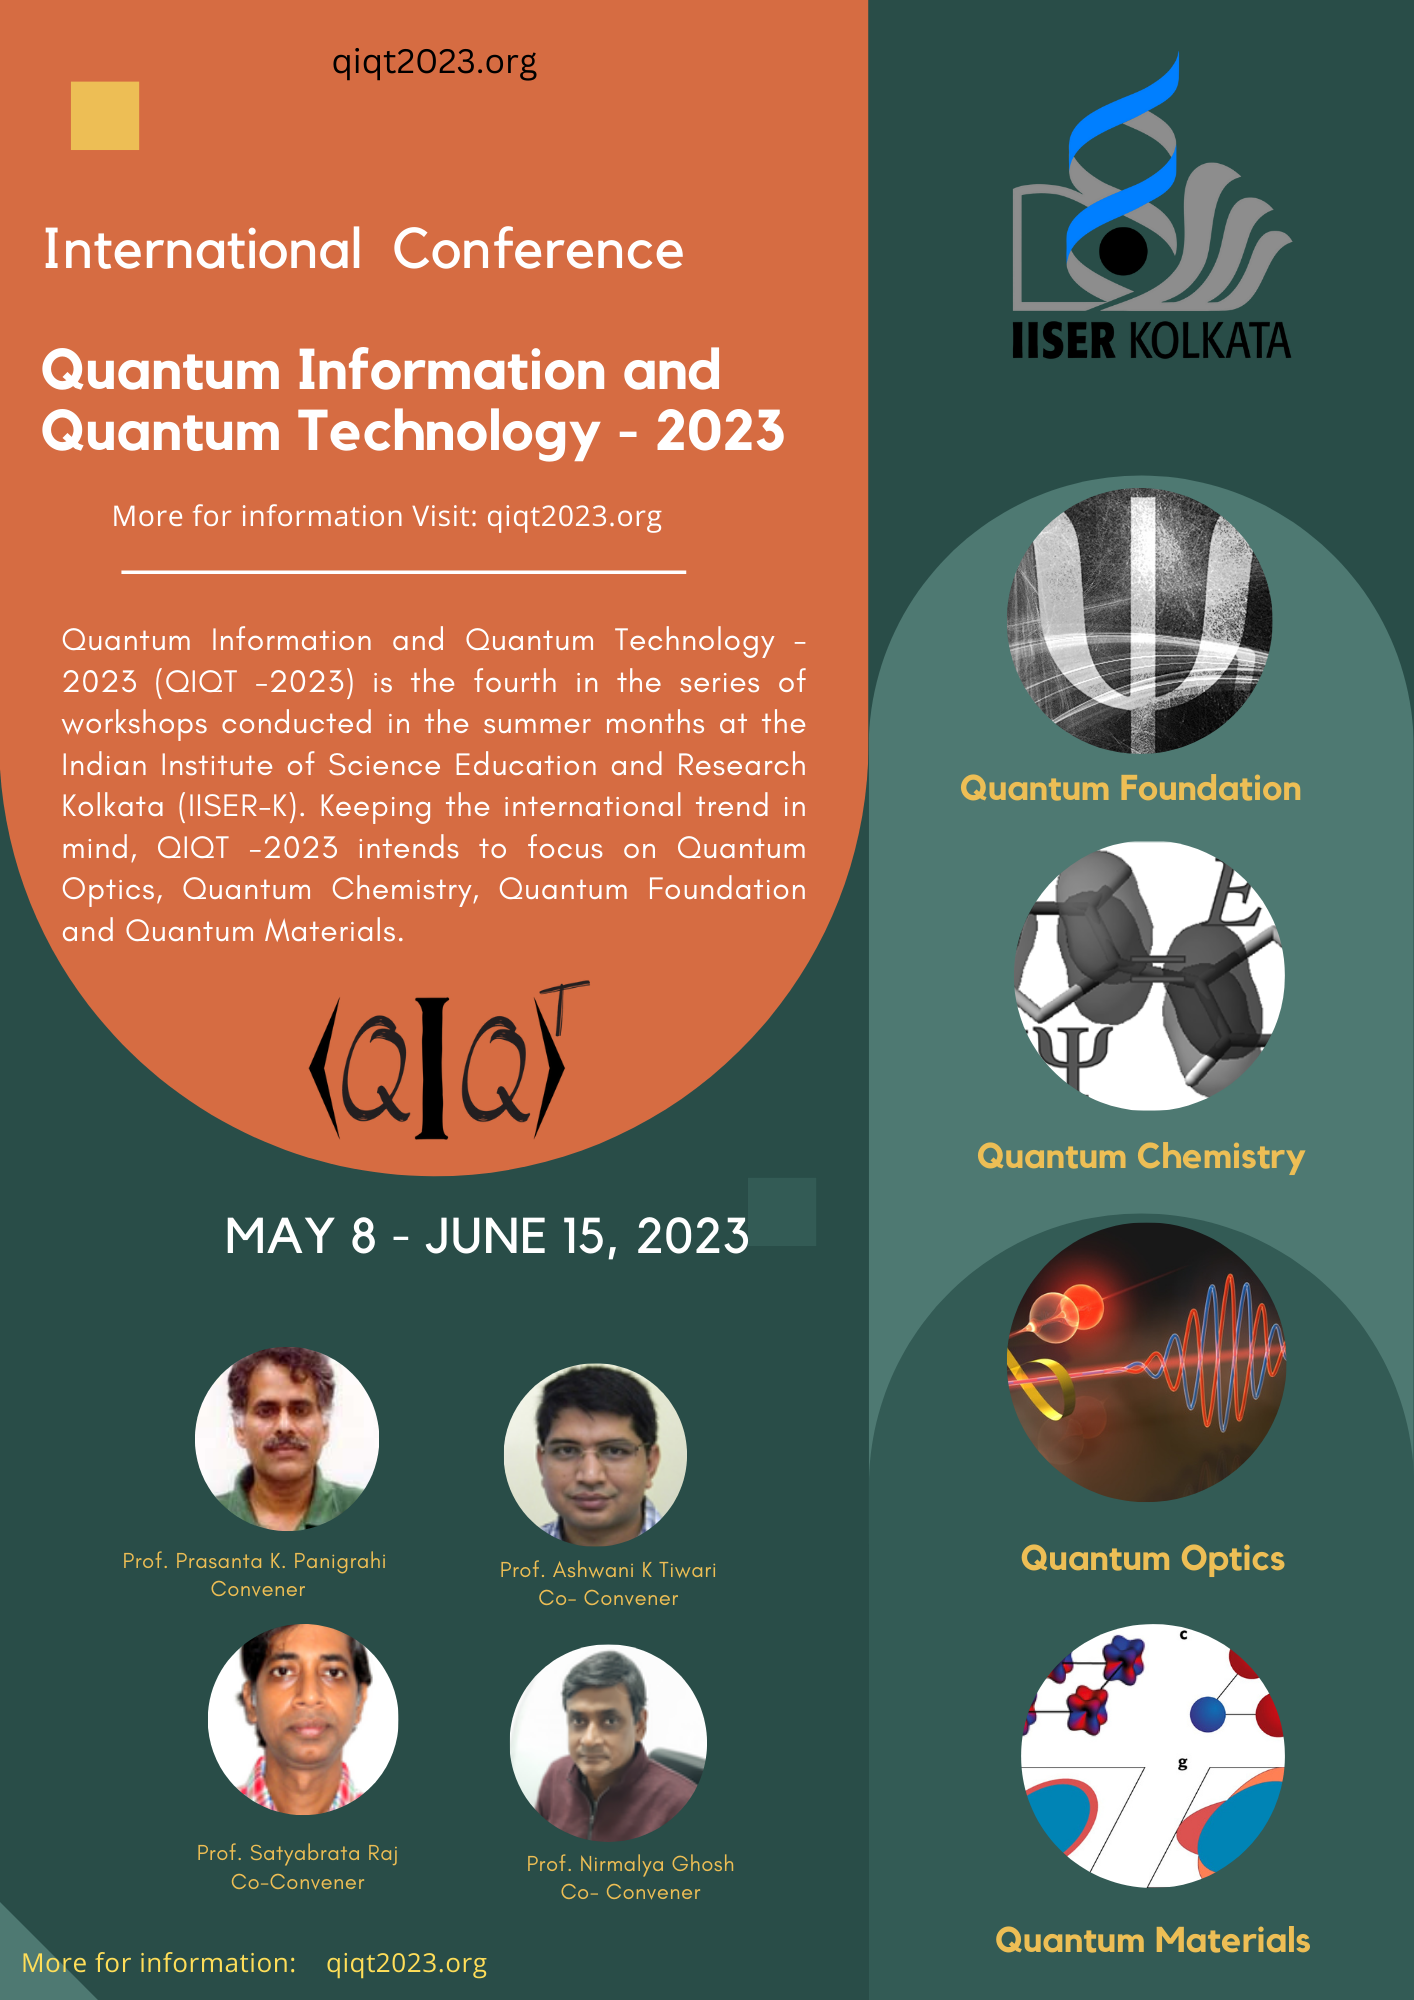 qiqt2023.org
International Conference
Quantum Information and
Quantum Technology - 2023
More for information Visit: qiqt2023.org
Quantum Information and Quantum Technology -
2023 (QIQT -2023) is the fourth in the series of
workshops conducted in the summer months at the
Indian Institute of Science Education and Research
Kolkata (IISER-K). Keeping the international trend in
mind, QIQT -2023 intends to focus on Quantum
Optics, Quantum Chemistry, Quantum Foundation
and Quantum Materials.
⟨QIQ⟩T
MAY 8 - JUNE 15, 2023
Prof. Prasanta K. Panigrahi
Convener
Prof. Ashwani K Tiwari
Co- Convener
Prof. Satyabrata Raj
Co-Convener
Prof. Nirmalya Ghosh
Co- Convener
More for information: qiqt2023.org
IISER KOLKATA
Ψ
Quantum Foundation
E
Ψ
Quantum Chemistry
Quantum Optics
c
g
Quantum Materials